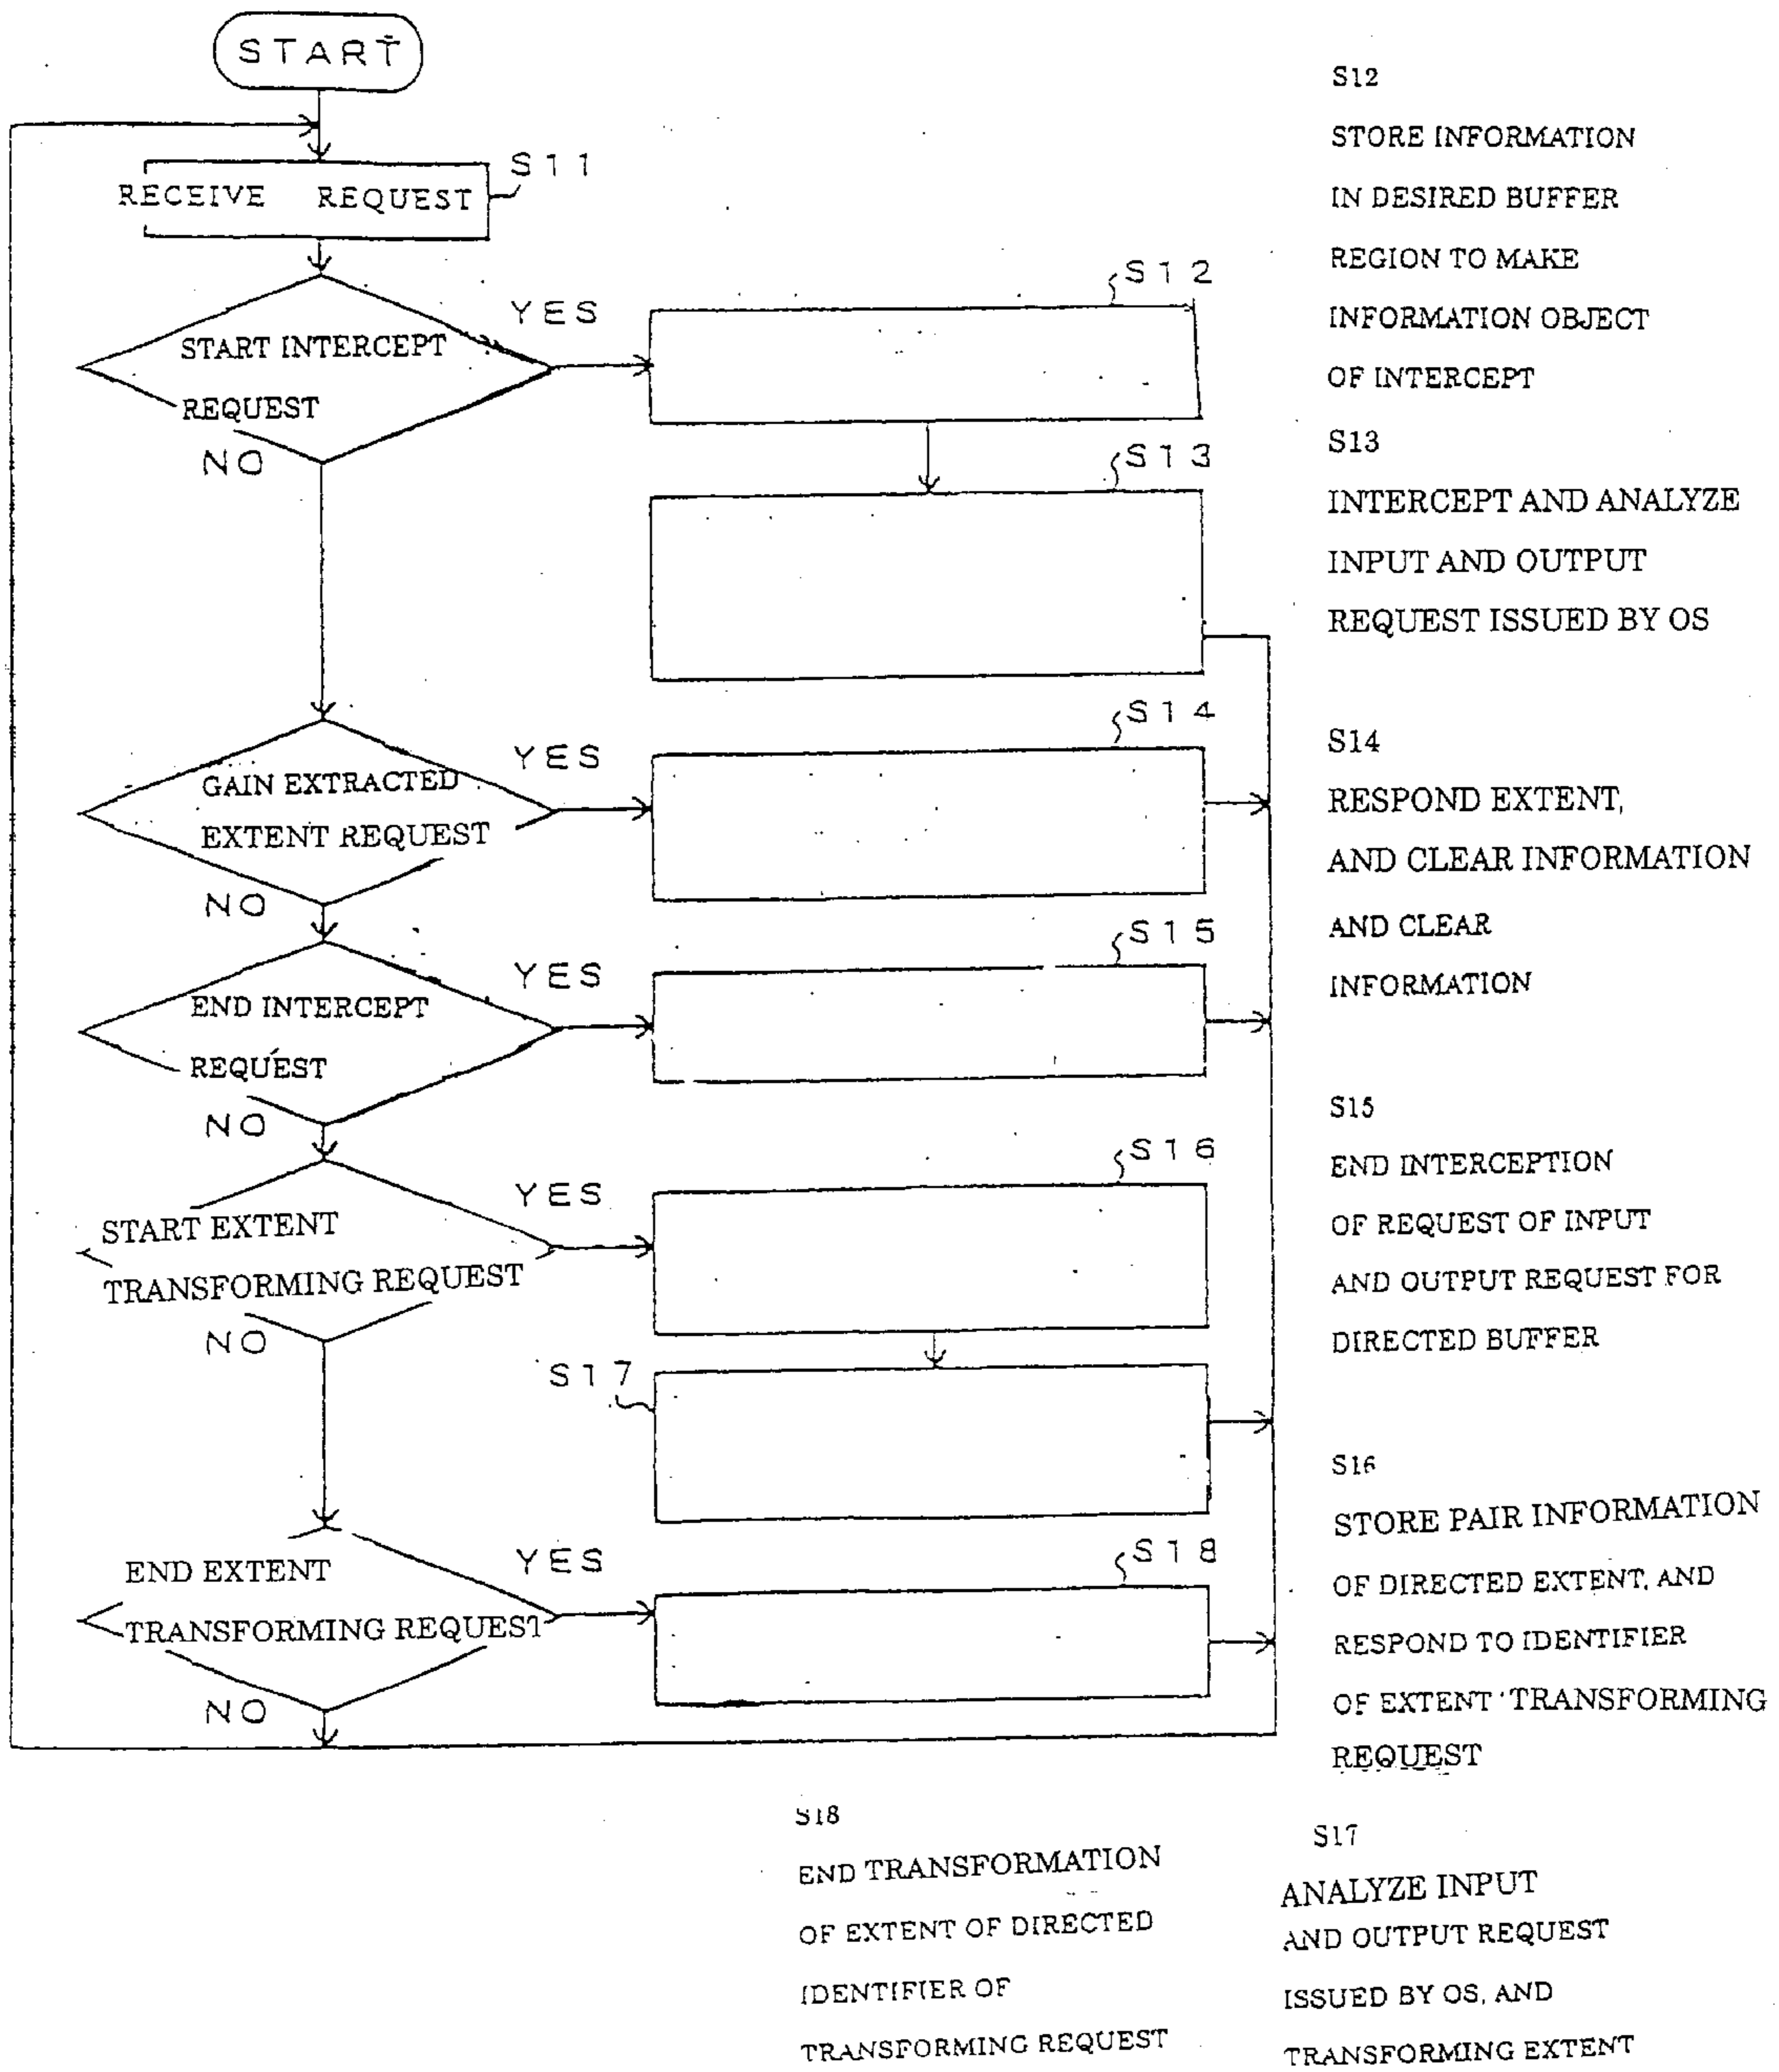 START
RECEIVE REQUEST
S11
START INTERCEPT
REQUEST
YES
NO
S12
S13
GAIN EXTRACTED
EXTENT REQUEST
YES
NO
S14
END INTERCEPT
REQUEST
YES
NO
S15
START EXTENT
TRANSFORMING REQUEST
YES
NO
S16
S17
END EXTENT
TRANSFORMING REQUEST
YES
NO
S18
S12
STORE INFORMATION
IN DESIRED BUFFER
REGION TO MAKE
INFORMATION OBJECT
OF INTERCEPT
S13
INTERCEPT AND ANALYZE
INPUT AND OUTPUT
REQUEST ISSUED BY OS
S14
RESPOND EXTENT,
AND CLEAR INFORMATION
AND CLEAR
INFORMATION
S15
END INTERCEPTION
OF REQUEST OF INPUT
AND OUTPUT REQUEST FOR
DIRECTED BUFFER
S16
STORE PAIR INFORMATION
OF DIRECTED EXTENT, AND
RESPOND TO IDENTIFIER
OF EXTENT TRANSFORMING
REQUEST
S18
END TRANSFORMATION
OF EXTENT OF DIRECTED
IDENTIFIER OF
TRANSFORMING REQUEST
S17
ANALYZE INPUT
AND OUTPUT REQUEST
ISSUED BY OS, AND
TRANSFORMING EXTENT